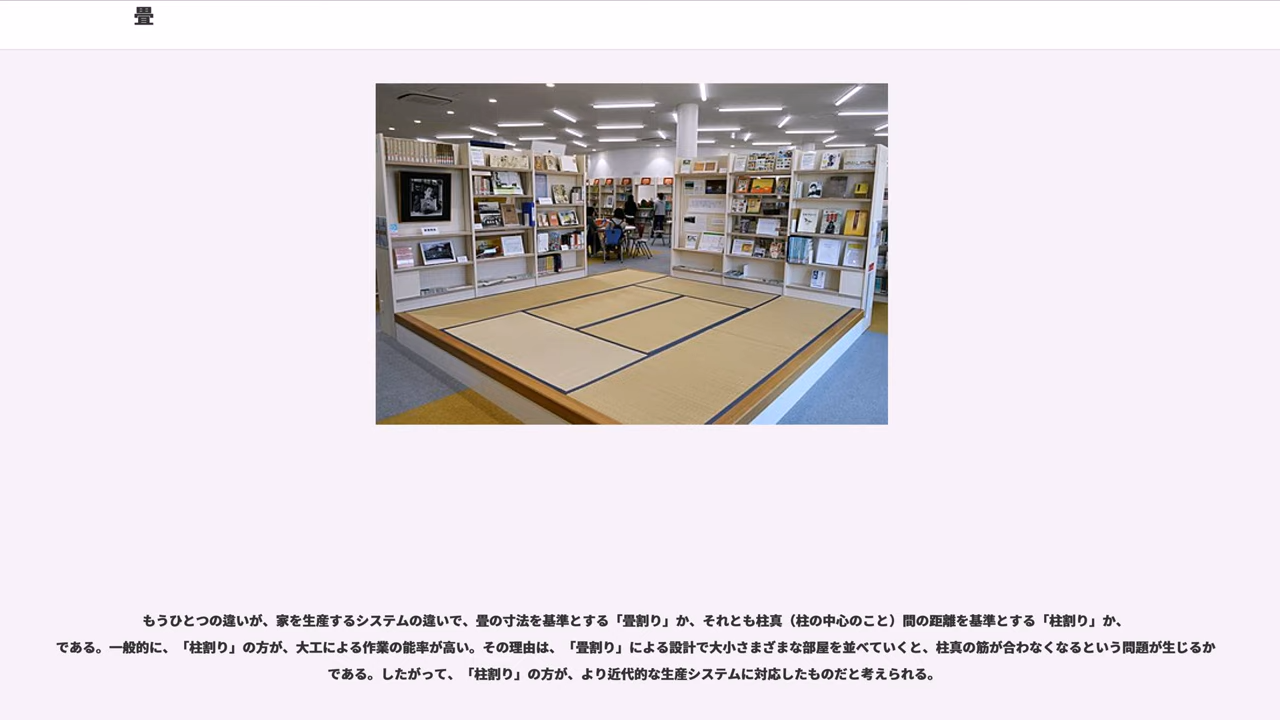 畳
もうひとつの違いが、家を生産するシステムの違いで、畳の寸法を基準とする「畳割り」か、それとも柱真（柱の中心のこと）間の距離を基準とする「柱割り」か、
である。一般的に、「柱割り」の方が、大工による作業の能率が高い。その理由は、「畳割り」による設計で大小さまざまな部屋を並べていくと、柱真の筋が合わなくなるという問題が生じるか
である。したがって、「柱割り」の方が、より近代的な生産システムに対応したものだと考えられる。